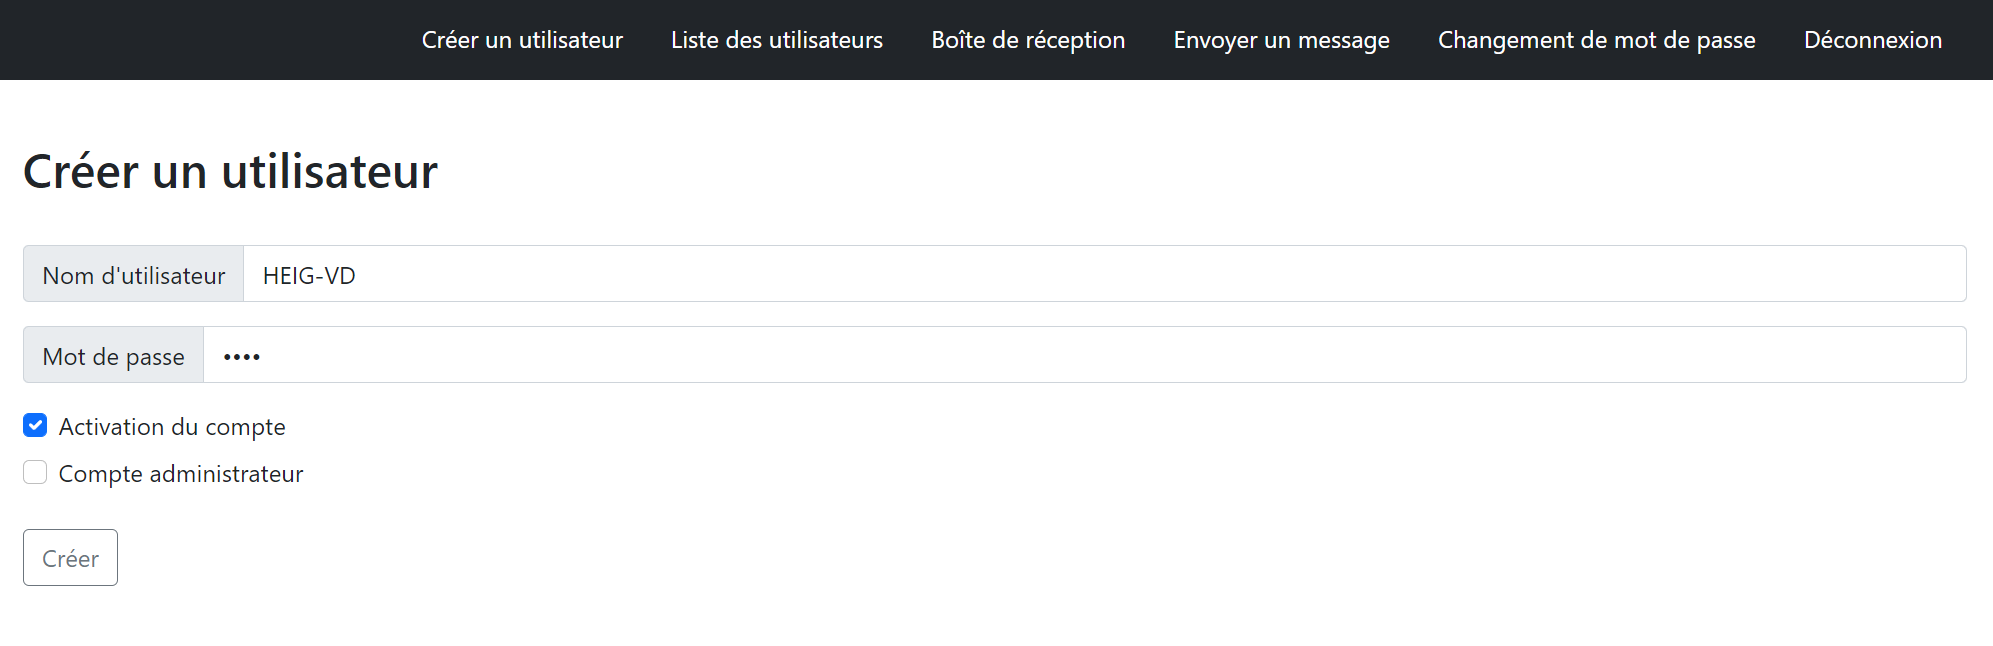 Créer un utilisateur Liste des utilisateurs Boîte de réception Envoyer un message Changement de mot de passe Déconnexion
Créer un utilisateur
Nom d'utilisateur HEIG-VD
Mot de passe ••••
Activation du compte
Compte administrateur
Créer